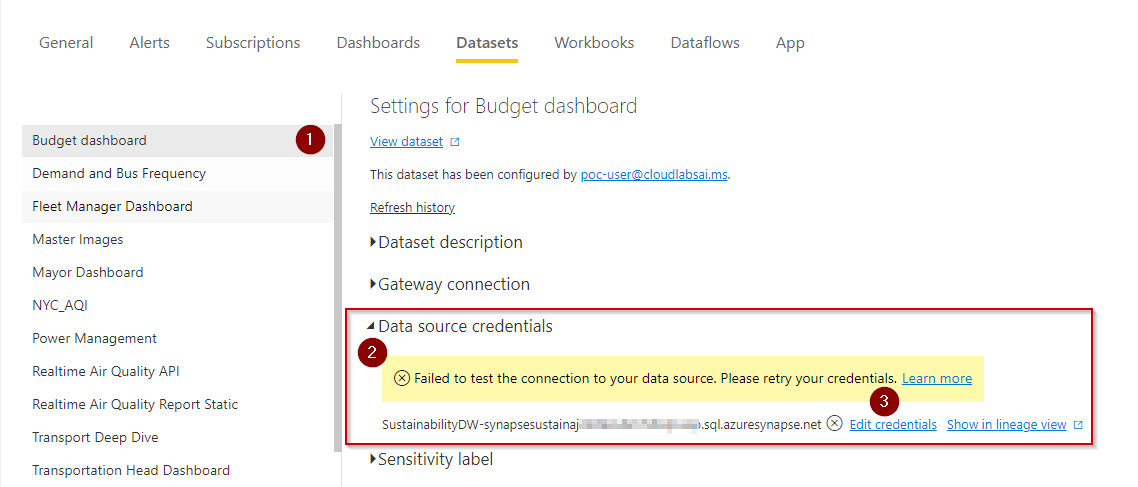 General Alerts Subscriptions Dashboards Datasets Workbooks Dataflows App
Budget dashboard 1
Demand and Bus Frequency
Fleet Manager Dashboard
Master Images
Mayor Dashboard
NYC_AQI
Power Management
Realtime Air Quality API
Realtime Air Quality Report Static
Transport Deep Dive
Transportation Head Dashboard
Settings for Budget dashboard
View dataset
This dataset has been configured by poc-user@cloudlabsai.ms.
Refresh history
Dataset description
Gateway connection
Data source credentials
2
Failed to test the connection to your data source. Please retry your credentials. Learn more
3
SustainabilityDW-synapsesustainaj .sql.azuresynapse.net Edit credentials Show in lineage view
Sensitivity label